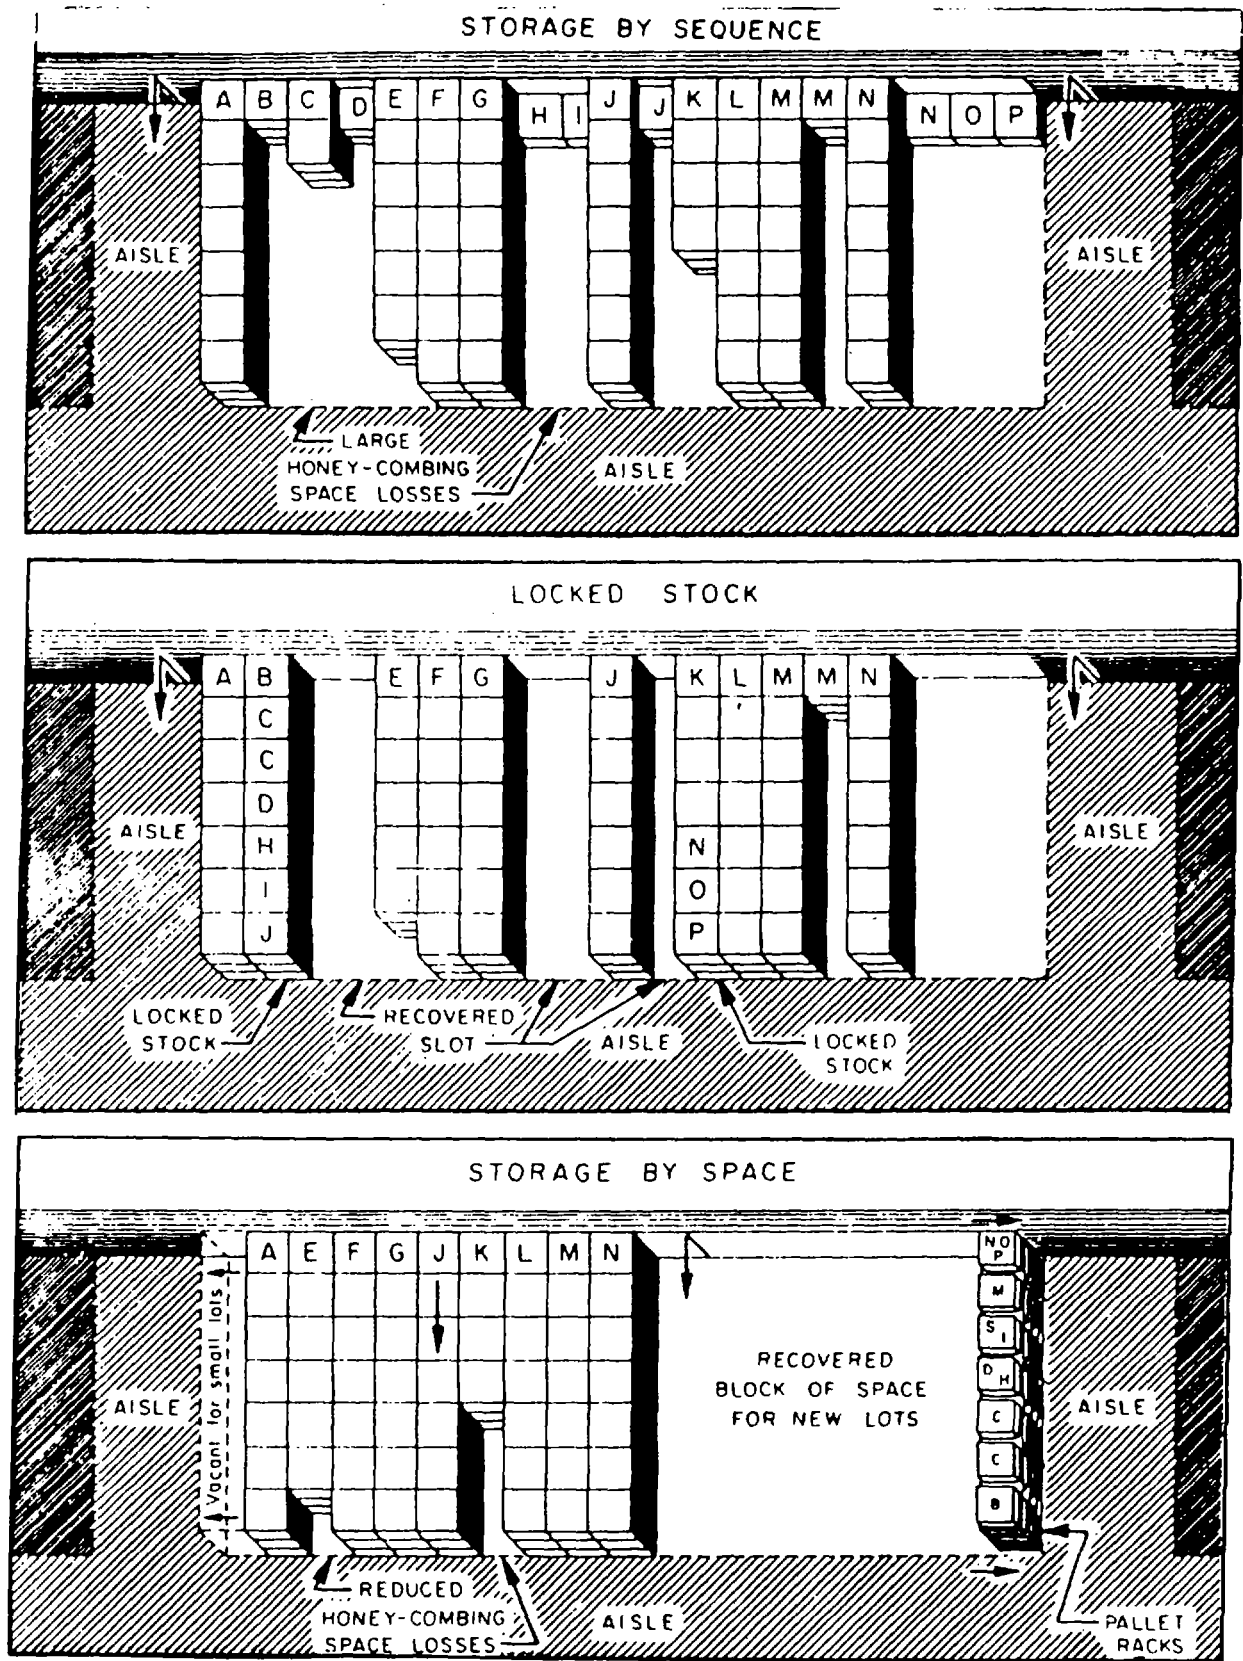 STORAGE BY SEQUENCE
A B C D E F G H I J J K L M M N N O P
AISLE
AISLE
LARGE
HONEY-COMBING
SPACE LOSSES
AISLE
LOCKED STOCK
A B E F G J K L M M N
C
C
D
H N
I O
J P
AISLE
AISLE
LOCKED
STOCK
RECOVERED
SLOT
AISLE
LOCKED
STOCK
STORAGE BY SPACE
A E F G J K L M N
NO
P
M
S I
D H
C
C
B
Vacant for small lots
AISLE
RECOVERED
BLOCK OF SPACE
FOR NEW LOTS
AISLE
REDUCED
HONEY-COMBING
SPACE LOSSES
AISLE
PALLET
RACKS